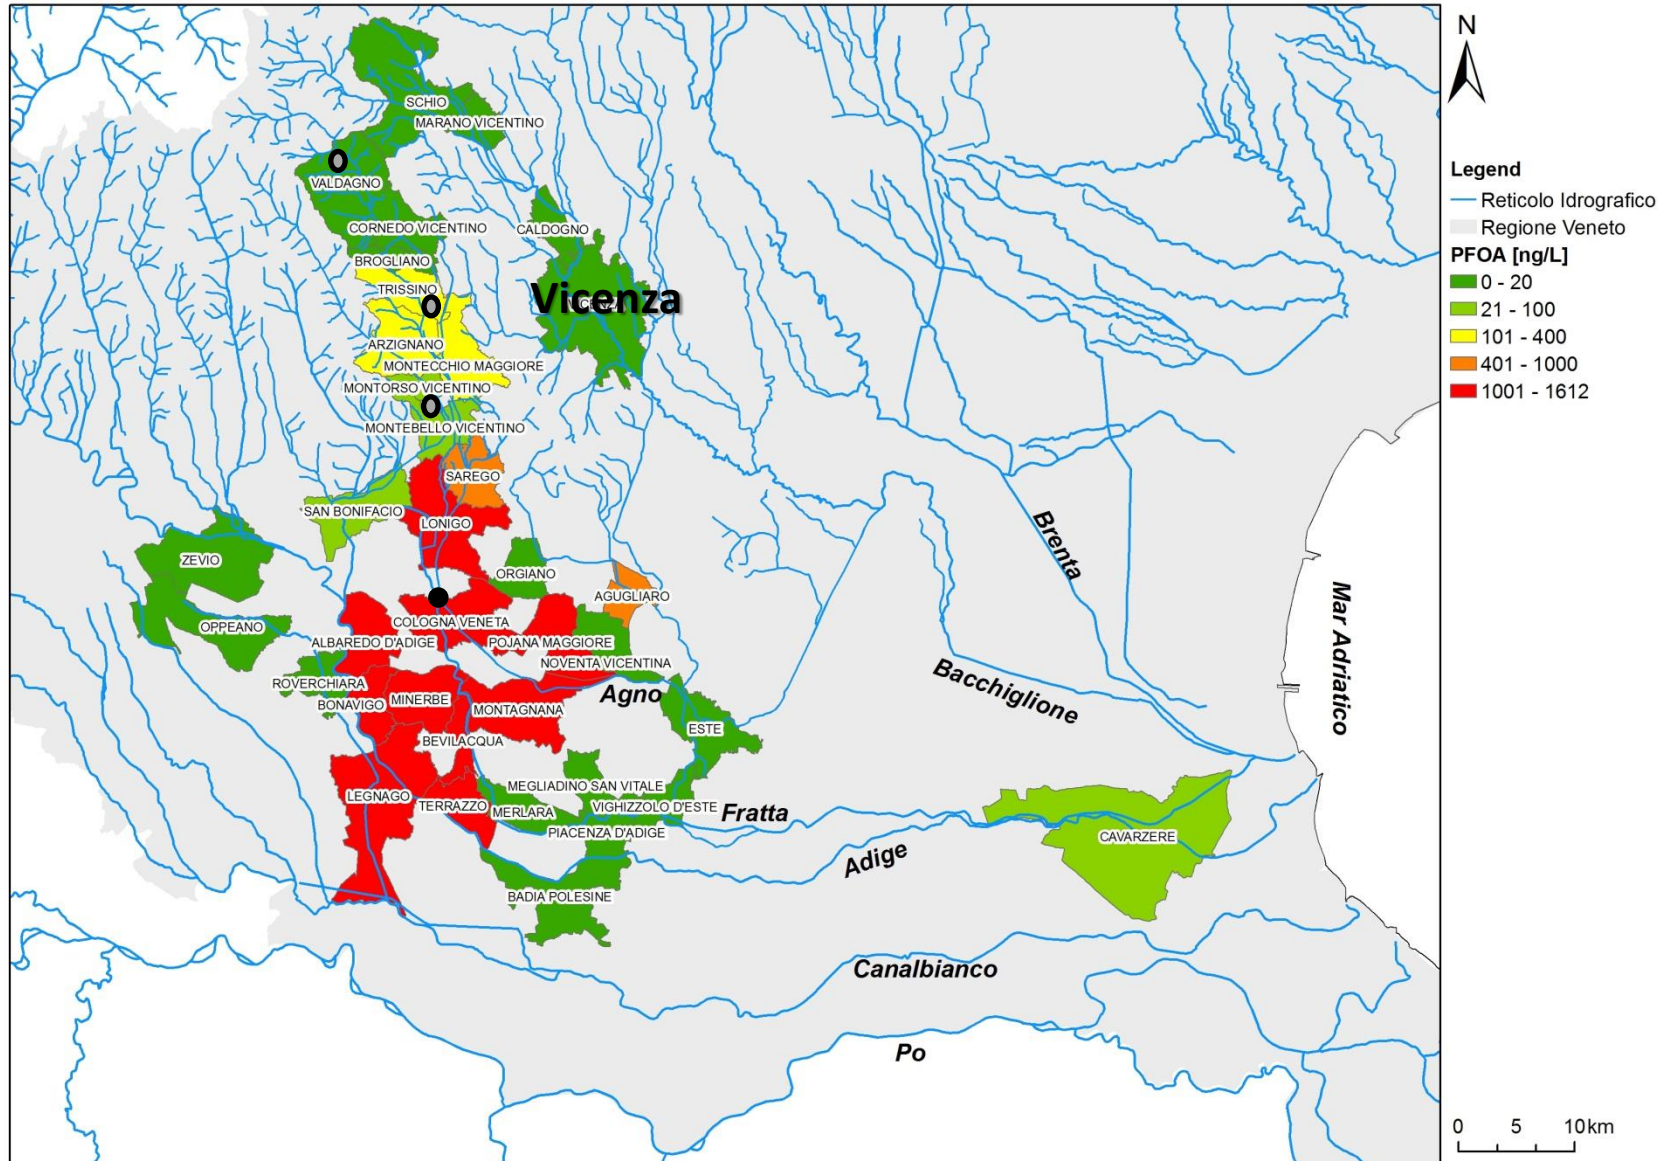 N
SCHIO
MARANO VICENTINO
VALDAGNO
Legend
Reticolo Idrografico
Regione Veneto
PFOA [ng/L]
0 - 20
21 - 100
101 - 400
401 - 1000
1001 - 1612
CORNEDO VICENTINO
CALDOGNO
BROGLIANO
TRISSINO
Vicenza
ARZIGNANO
MONTECCHIO MAGGIORE
MONTORSO VICENTINO
MONTEBELLO VICENTINO
SAREGO
SAN BONIFACIO
LONIGO
Brenta
ZEVIO
ORGIANO
AGUGLIARO
OPPEANO
COLOGNA VENETA
ALBAREDO D'ADIGE
POJANA MAGGIORE
NOVENTA VICENTINA
Mar Adriatico
ROVERCHIARA
BONAVIGO
MINERBE
MONTAGNANA
Agno
Bacchiglione
ESTE
BEVILACQUA
MEGLIADINO SAN VITALE
LEGNAGO
TERRAZZO
MERLARA
VIGHIZZOLO D'ESTE
Fratta
PIACENZA D'ADIGE
CAVARZERE
Adige
BADIA POLESINE
Canalbianco
Po
0 5 10 km